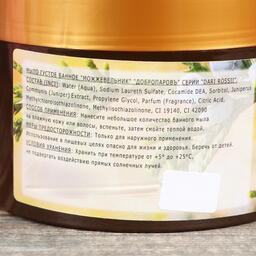 МЫЛО ГУСТОЕ БАННОЕ "МОЖЖЕВЕЛЬНИК" "ДОБРОПАРОВЪ" СЕРИИ "DARI ROSSII".
СОСТАВ (INCI): Water (Aqua), Sodium Laureth Sulfate, Cocamide DEA, Sorbitol, Juniperus
Communis (Juniper) Extract, Propylene Glycol, Parfum (Fragrance), Citric Acid,
Methylchloroisothiazolinone, Methylisothiazolinone, CI 19140, CI 42090
СПОСОБ ПРИМЕНЕНИЯ: Нанесите небольшое количество банного мыла
на влажную кожу или волосы, вспеньте, затем смойте теплой водой.
МЕРЫ ПРЕДОСТОРОЖНОСТИ: Только для наружного применения.
Использование в пищевых целях опасно для жизни и здоровья. Беречь от детей.
УСЛОВИЯ ХРАНЕНИЯ: Хранить при температуре от +5° до +25°С,
не подвергать воздействию прямых солнечных лучей.